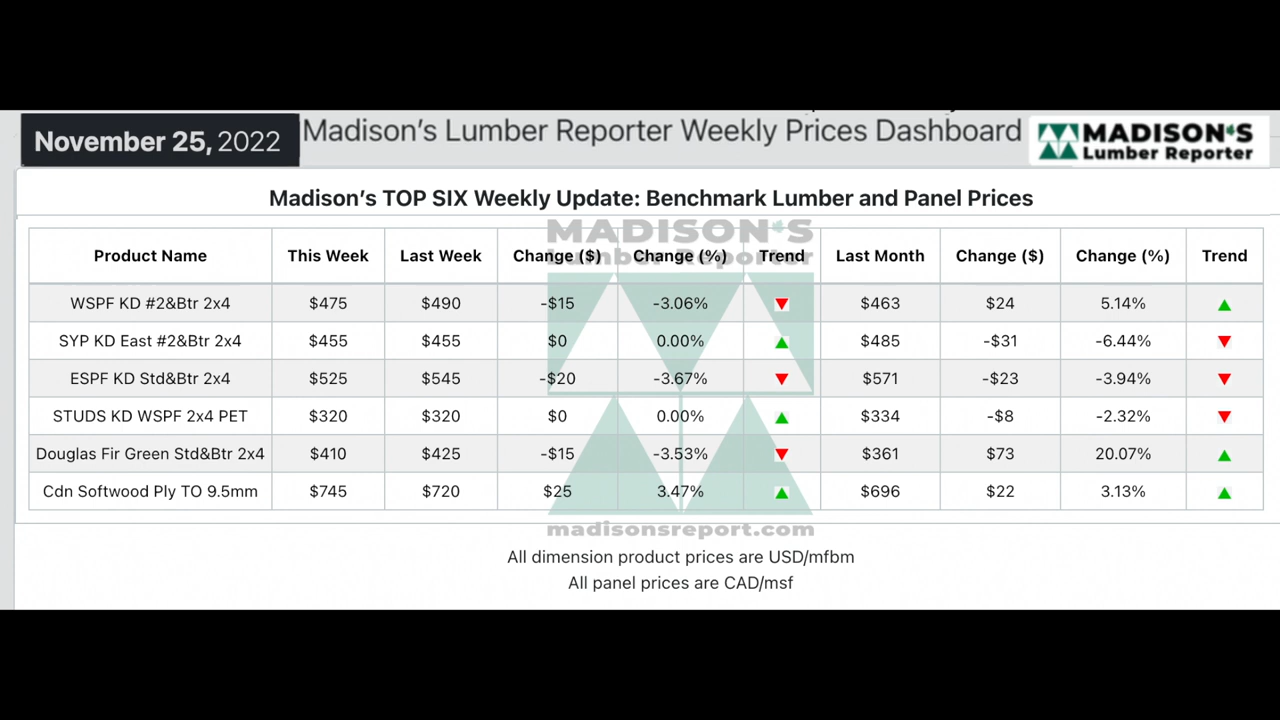 November 25, 2022
Madison's Lumber Reporter Weekly Prices Dashboard
MADISON'S
Lumber Reporter
Madison's TOP SIX Weekly Update: Benchmark Lumber and Panel Prices
MADISON'S
Lumber Reporter
Product Name This Week Last Week Change ($) Change (%) Trend Last Month Change ($) Change (%) Trend
WSPF KD #2&Btr 2x4 $475 $490 -$15 -3.06% $463 $24 5.14%
SYP KD East #2&Btr 2x4 $455 $455 $0 0.00% $485 -$31 -6.44%
ESPF KD Std&Btr 2x4 $525 $545 -$20 -3.67% $571 -$23 -3.94%
STUDS KD WSPF 2x4 PET $320 $320 $0 0.00% $334 -$8 -2.32%
Douglas Fir Green Std&Btr 2x4 $410 $425 -$15 -3.53% $361 $73 20.07%
Cdn Softwood Ply TO 9.5mm $745 $720 $25 3.47% $696 $22 3.13%
madisonsreport.com
All dimension product prices are USD/mfbm
All panel prices are CAD/msf